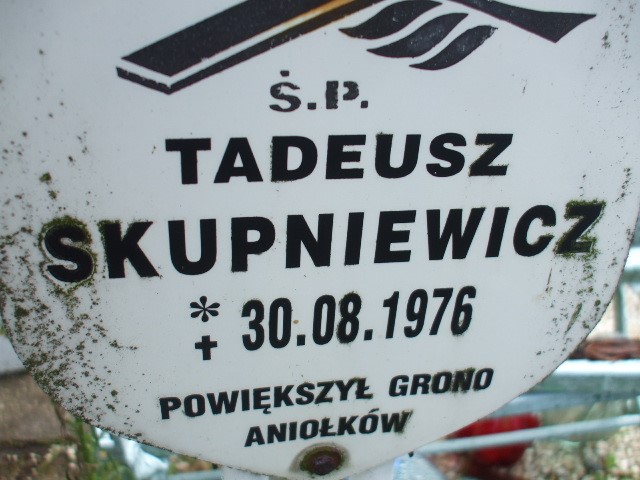 Ś.P.
TADEUSZ
SKUPNIEWICZ
* ✝ 30.08.1976
POWIĘKSZYŁ GRONO
ANIOŁKÓW